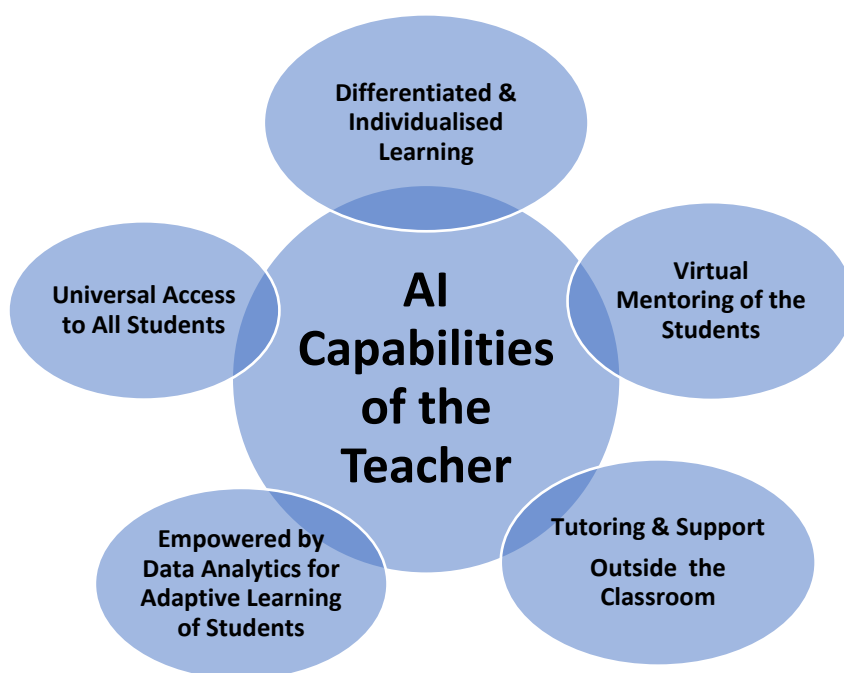 Differentiated &
Individualised
Learning
Universal Access
to All Students
AI
Capabilities
of the
Teacher
Virtual
Mentoring of the
Students
Empowered by
Data Analytics for
Adaptive Learning
of Students
Tutoring & Support
Outside the
Classroom